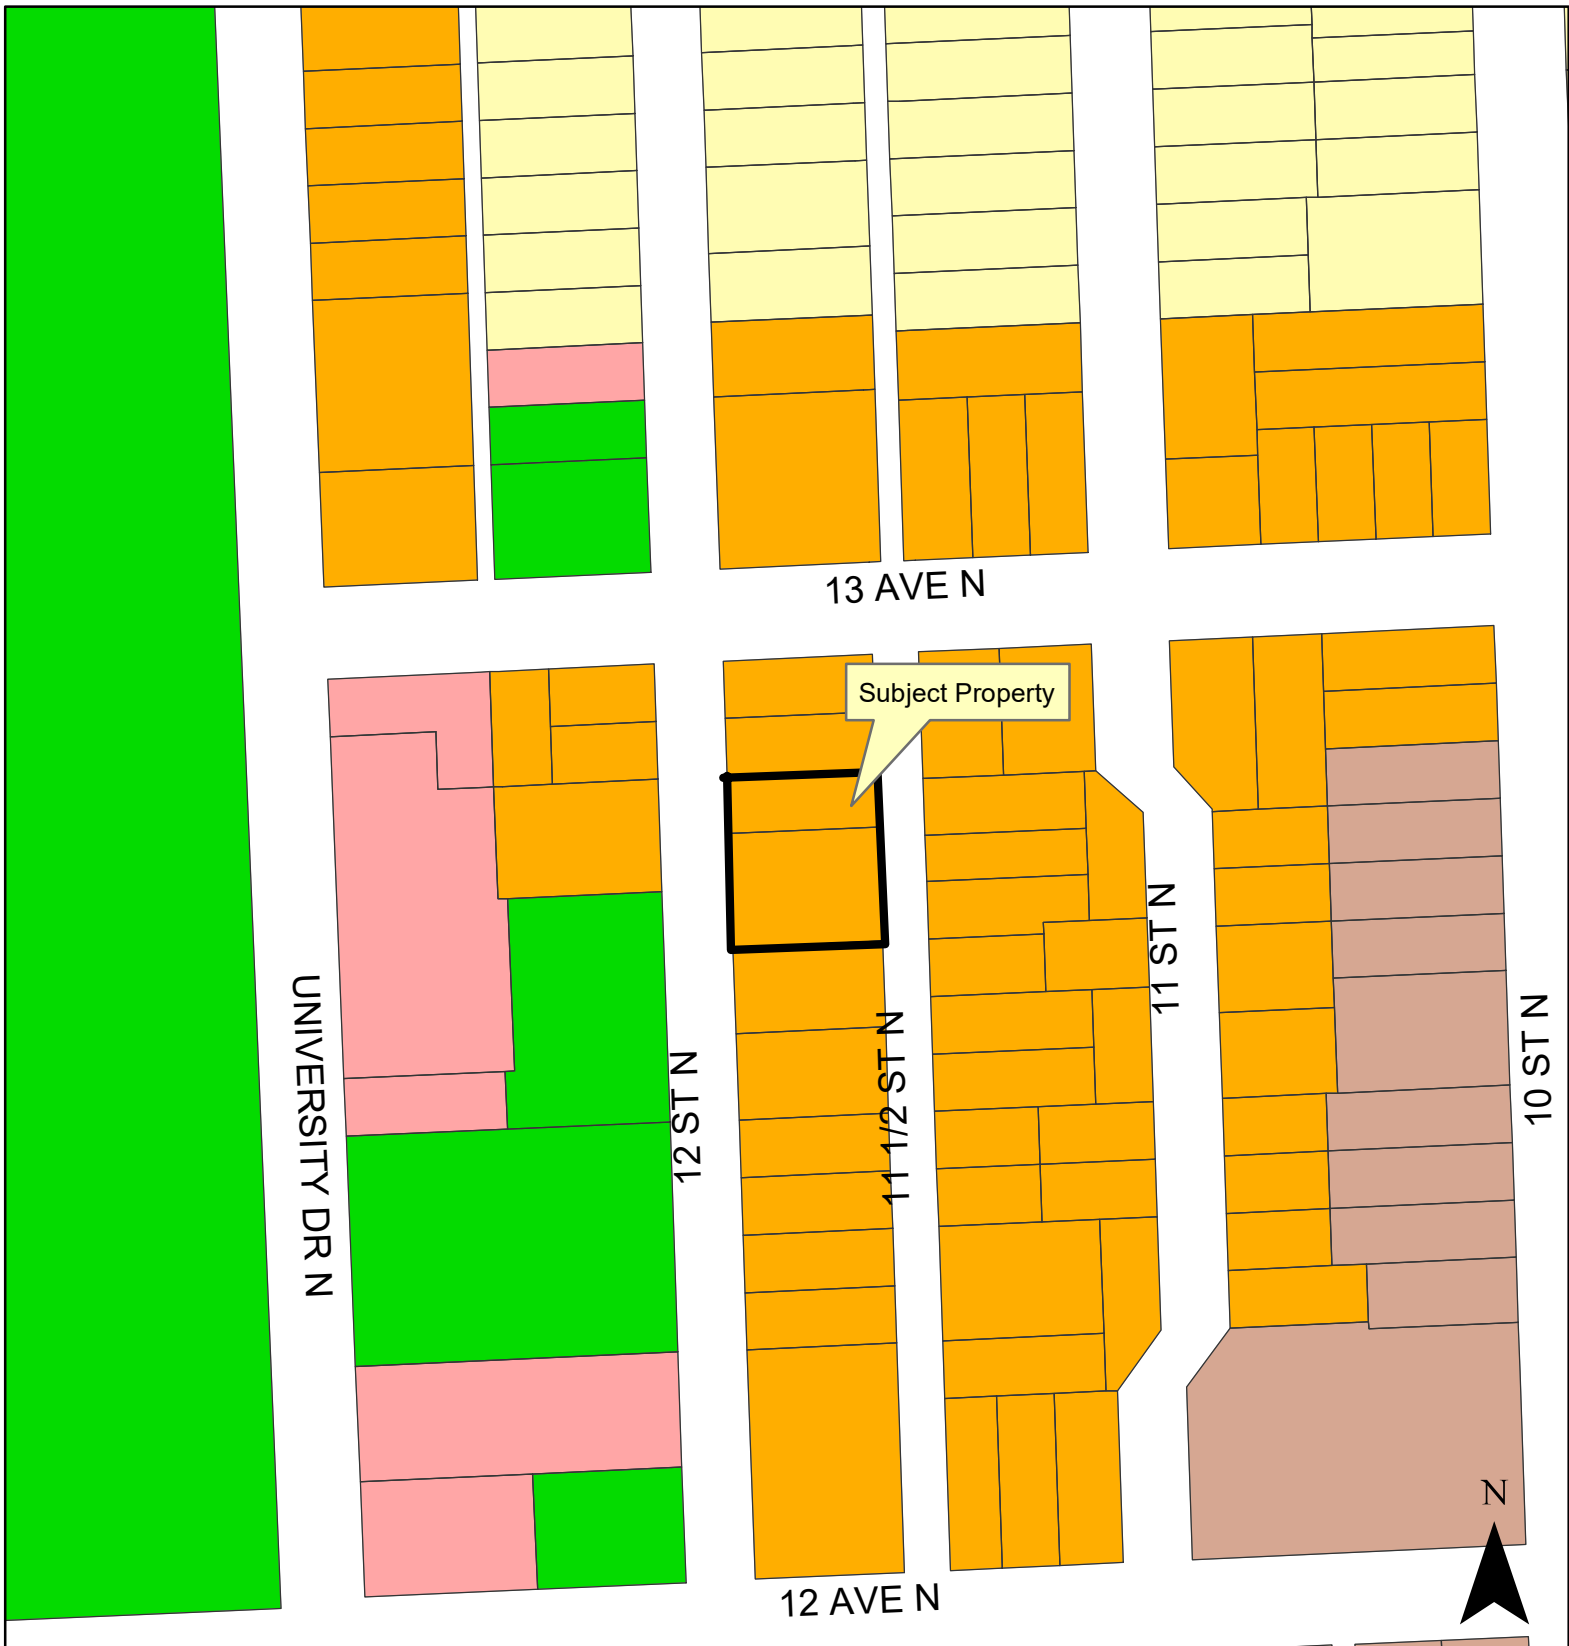 13 AVE N
Subject Property
UNIVERSITY DR N
12 ST N
11 1/2 ST N
11 ST N
10 ST N
N
12 AVE N